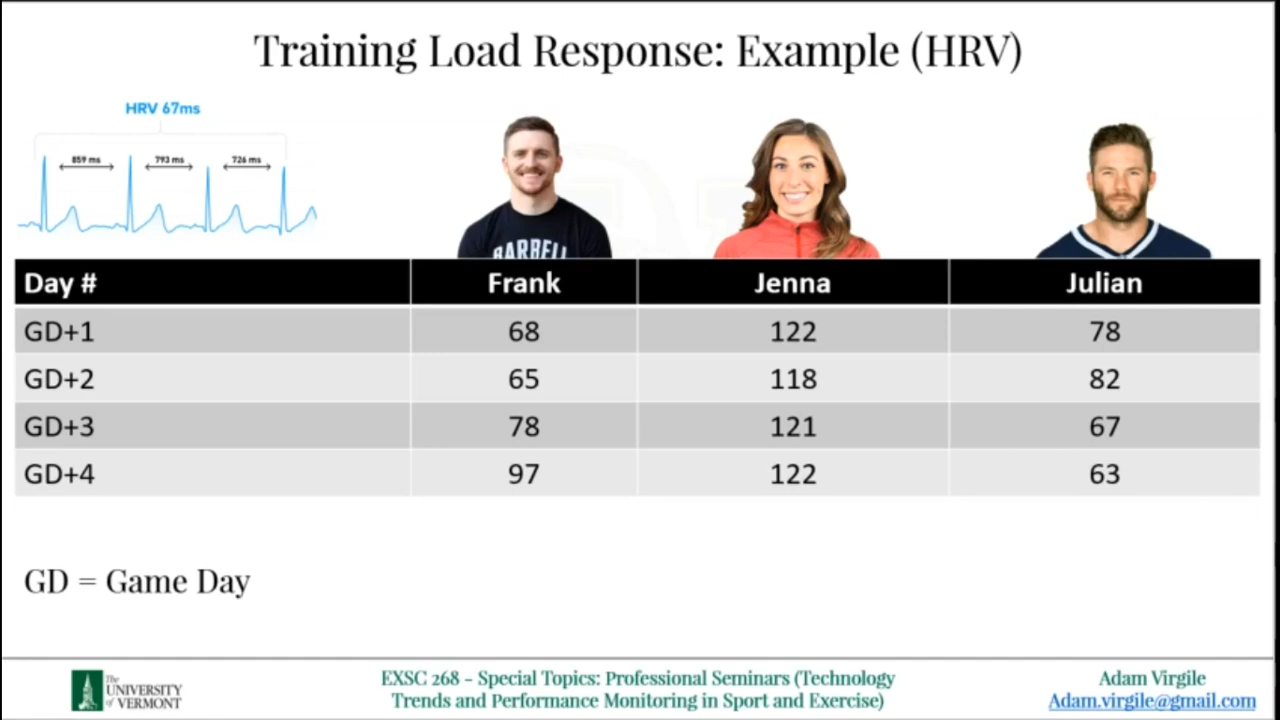 Training Load Response: Example (HRV)
HRV 67ms
859 ms
793 ms
726 ms
BARBELL
Day # Frank Jenna Julian
GD+1 68 122 78
GD+2 65 118 82
GD+3 78 121 67
GD+4 97 122 63
GD = Game Day
The
UNIVERSITY
of VERMONT
EXSC 268 – Special Topics: Professional Seminars (Technology
Trends and Performance Monitoring in Sport and Exercise)
Adam Virgile
Adam.virgile@gmail.com